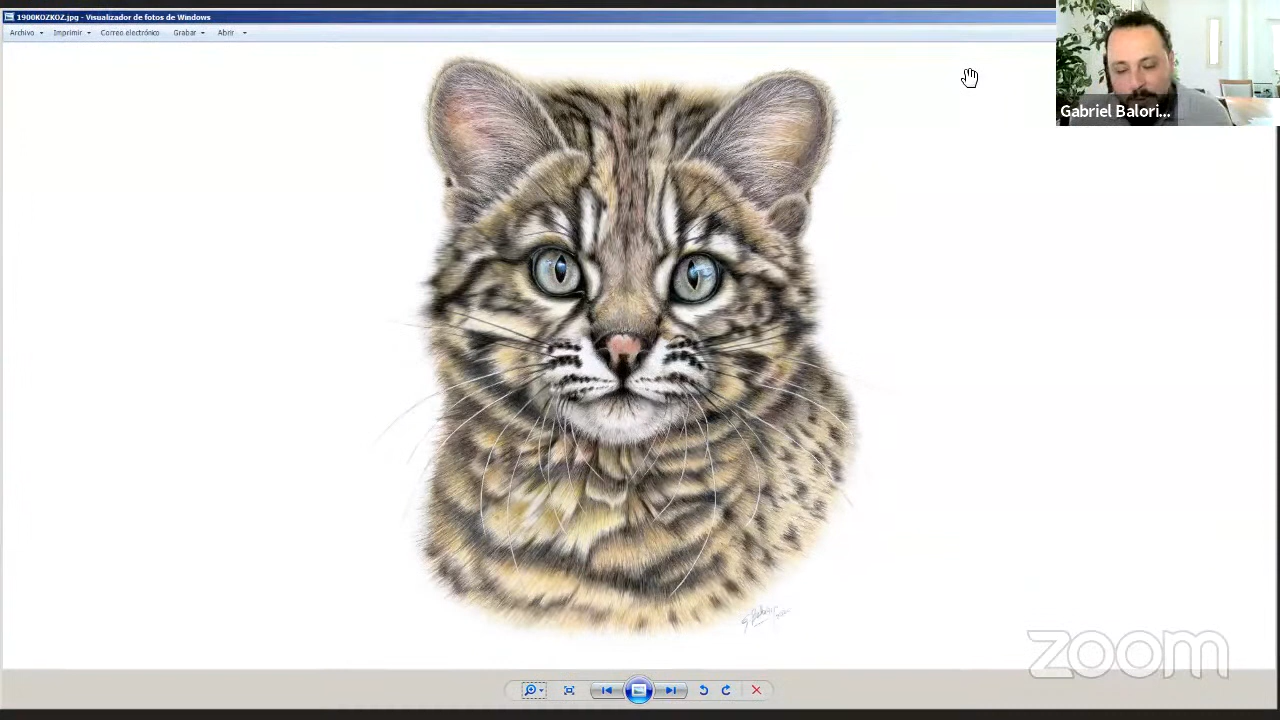 1900KOZKOZ.jpg - Visualizador de fotos de Windows
Archivo Imprimir Correo electrónico Grabar Abrir
Gabriel Balori...
zoom